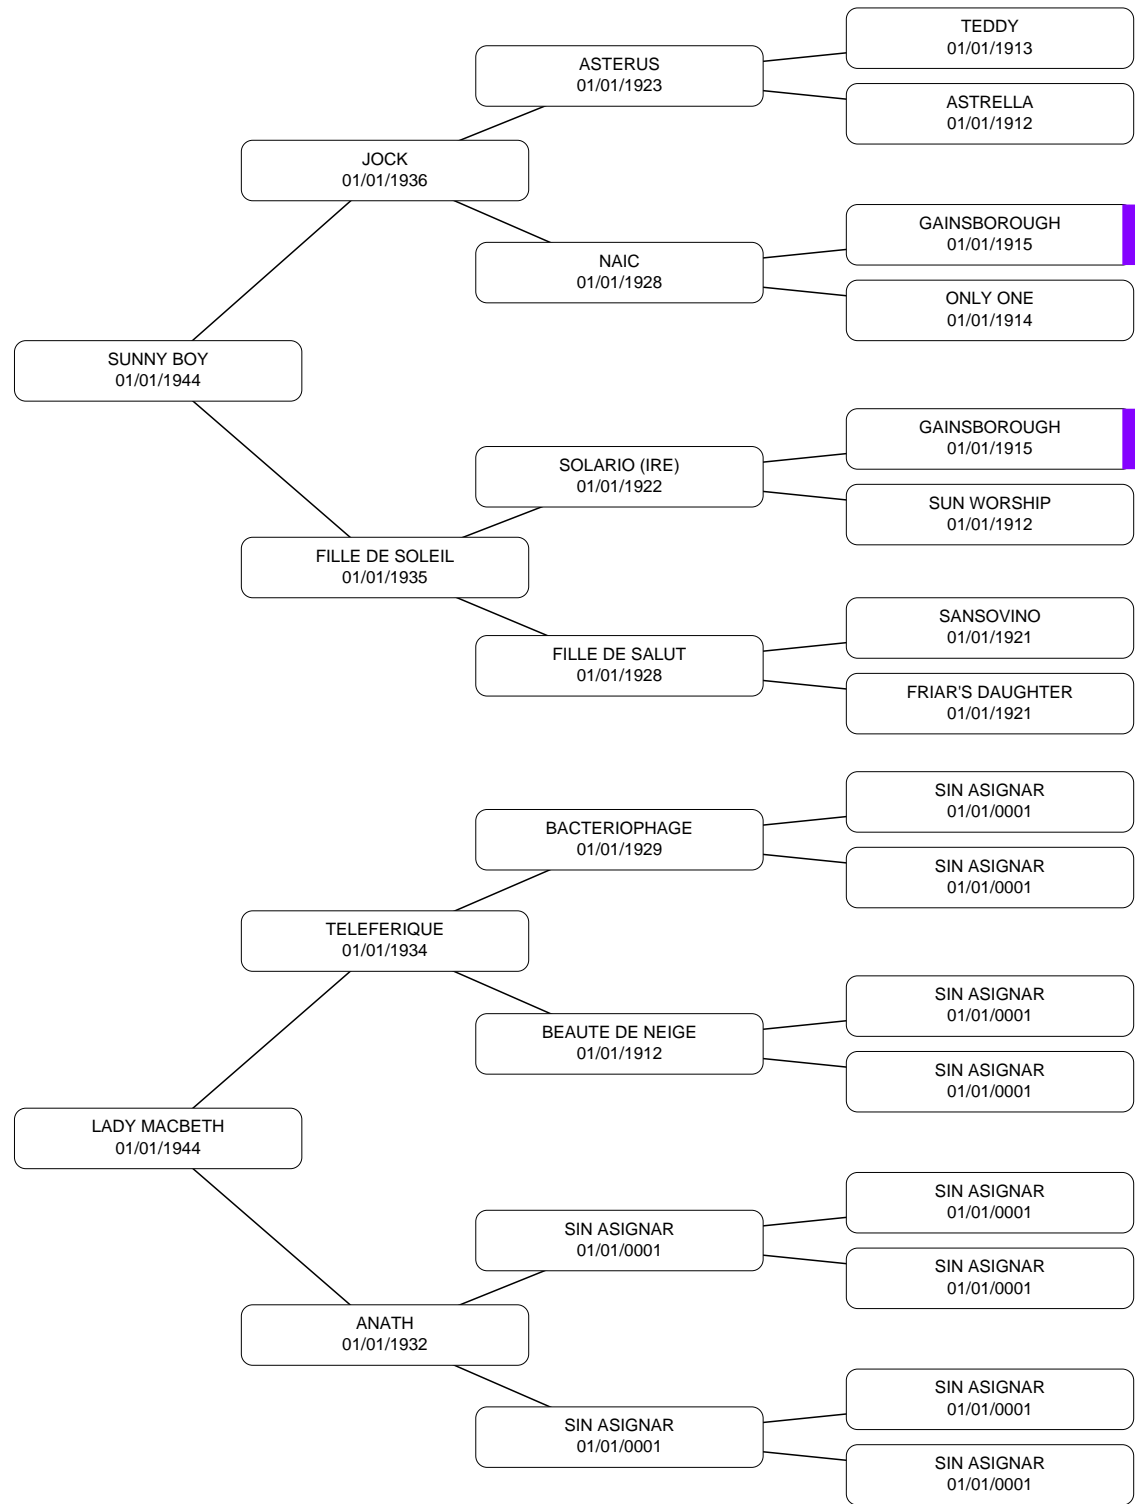 TEDDY
01/01/1913
ASTERUS
01/01/1923
ASTRELLA
01/01/1912
JOCK
01/01/1936
GAINSBOROUGH
01/01/1915
NAIC
01/01/1928
ONLY ONE
01/01/1914
SUNNY BOY
01/01/1944
GAINSBOROUGH
01/01/1915
SOLARIO (IRE)
01/01/1922
SUN WORSHIP
01/01/1912
FILLE DE SOLEIL
01/01/1935
SANSOVINO
01/01/1921
FILLE DE SALUT
01/01/1928
FRIAR'S DAUGHTER
01/01/1921
SIN ASIGNAR
01/01/0001
BACTERIOPHAGE
01/01/1929
SIN ASIGNAR
01/01/0001
TELEFERIQUE
01/01/1934
SIN ASIGNAR
01/01/0001
BEAUTE DE NEIGE
01/01/1912
SIN ASIGNAR
01/01/0001
LADY MACBETH
01/01/1944
SIN ASIGNAR
01/01/0001
SIN ASIGNAR
01/01/0001
SIN ASIGNAR
01/01/0001
ANATH
01/01/1932
SIN ASIGNAR
01/01/0001
SIN ASIGNAR
01/01/0001
SIN ASIGNAR
01/01/0001